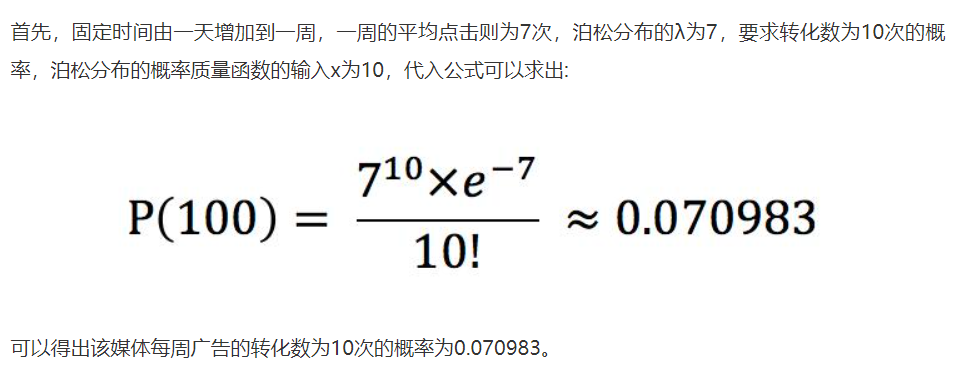 首先，固定时间由一天增加到一周，一周的平均点击则为7次，泊松分布的λ为7，要求转化数为10次的概
率，泊松分布的概率质量函数的输入x为10，代入公式可以求出:
P(100) = \frac{7^{10}×e^{-7}}{10!} ≈ 0.070983
可以得出该媒体每周广告的转化数为10次的概率为0.070983。